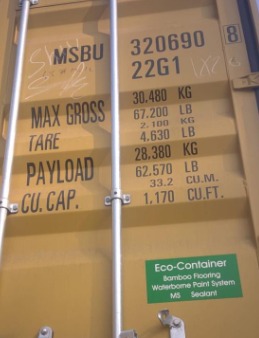 MSBU 320690 8
22G1
MAX GROSS 30.480 KG
67.200 LB
TARE 2.100 KG
4.630 LB
PAYLOAD 28,380 KG
62.570 LB
CU. CAP. 33.2 CU.M.
1.170 CU.FT.
Eco-Container
Bamboo Flooring
Waterborne Paint System
MS Sealant